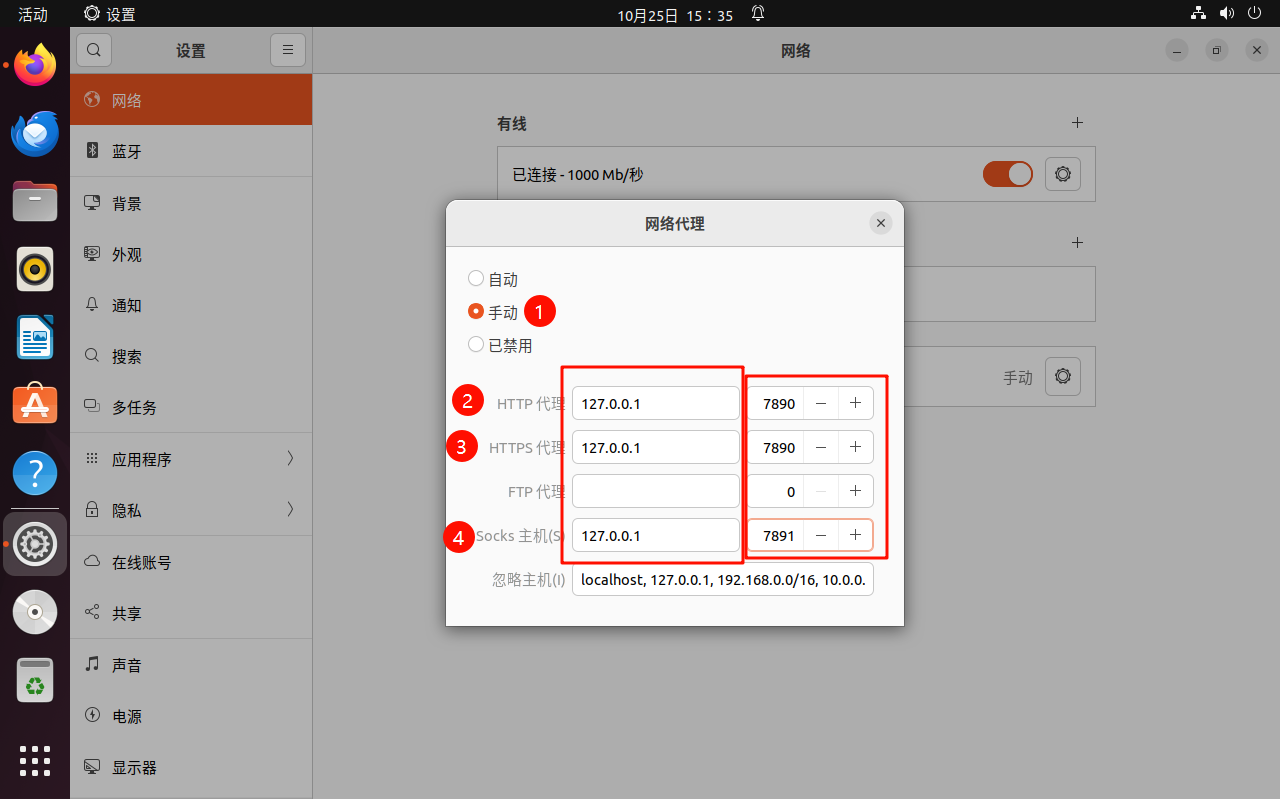 活动
设置
10月25日 15：35
设置
网络
网络
蓝牙
背景
外观
通知
搜索
多任务
应用程序
隐私
在线账号
共享
声音
电源
显示器
有线
已连接 - 1000 Mb/秒
手动
网络代理
自动
手动 1
已禁用
2 HTTP 代理 127.0.0.1 7890
3 HTTPS 代理 127.0.0.1 7890
FTP 代理 0
4 Socks 主机(S) 127.0.0.1 7891
忽略主机(I) localhost, 127.0.0.1, 192.168.0.0/16, 10.0.0.